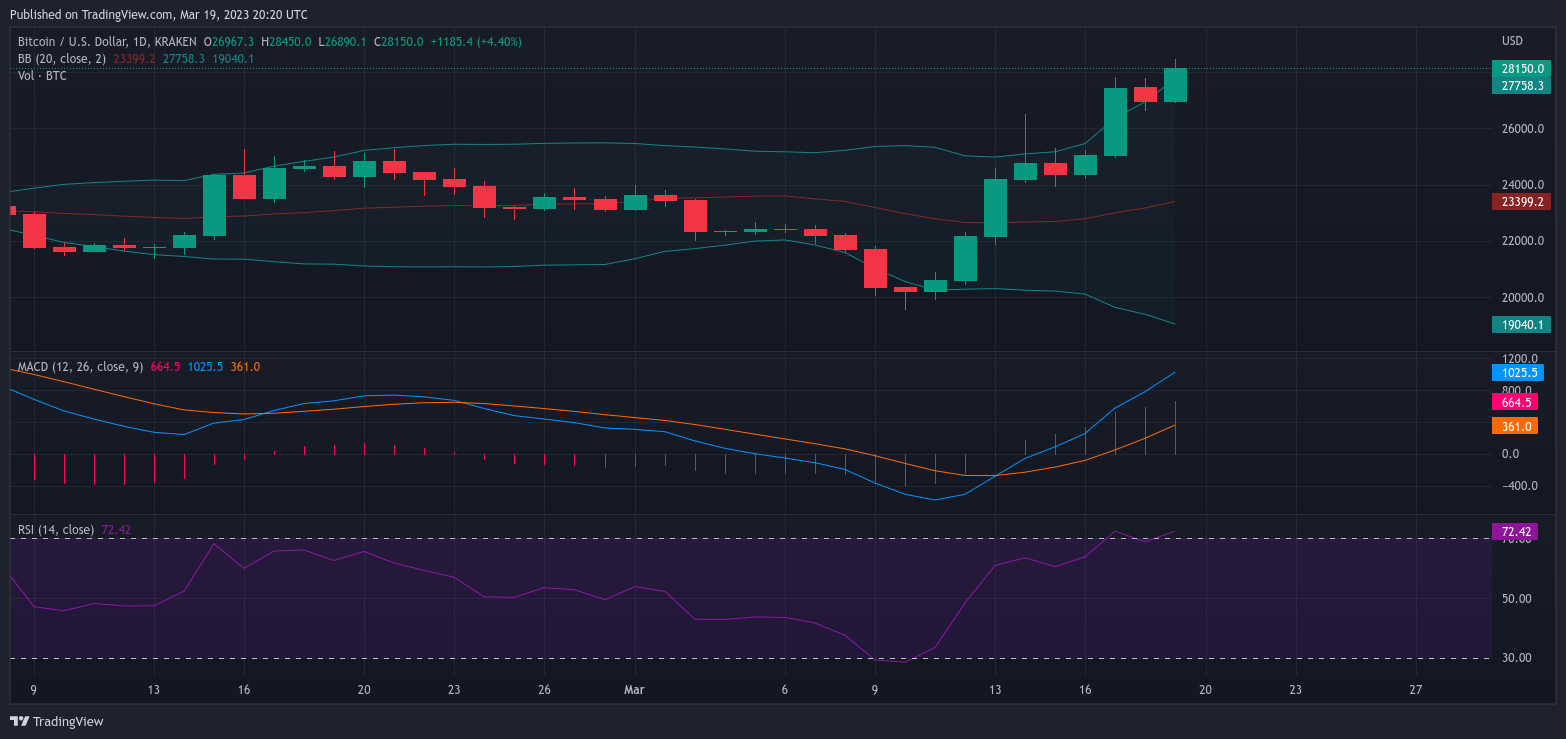 Published on TradingView.com, Mar 19, 2023 20:20 UTC
Bitcoin / U.S. Dollar, 1D, KRAKEN O26967.3 H28450.0 L26890.1 C28150.0 +1185.4 (+4.40%)
BB (20, close, 2) 23399.2 27758.3 19040.1
Vol · BTC
USD
28150.0
27758.3
26000.0
24000.0
23399.2
22000.0
20000.0
19040.1
MACD (12, 26, close, 9) 664.5 1025.5 361.0
1200.0
1025.5
800.0
664.5
361.0
0.0
−400.0
RSI (14, close) 72.42
72.42
70.00
50.00
30.00
9 13 16 20 23 26 Mar 6 9 13 16 20 23 27
TradingView